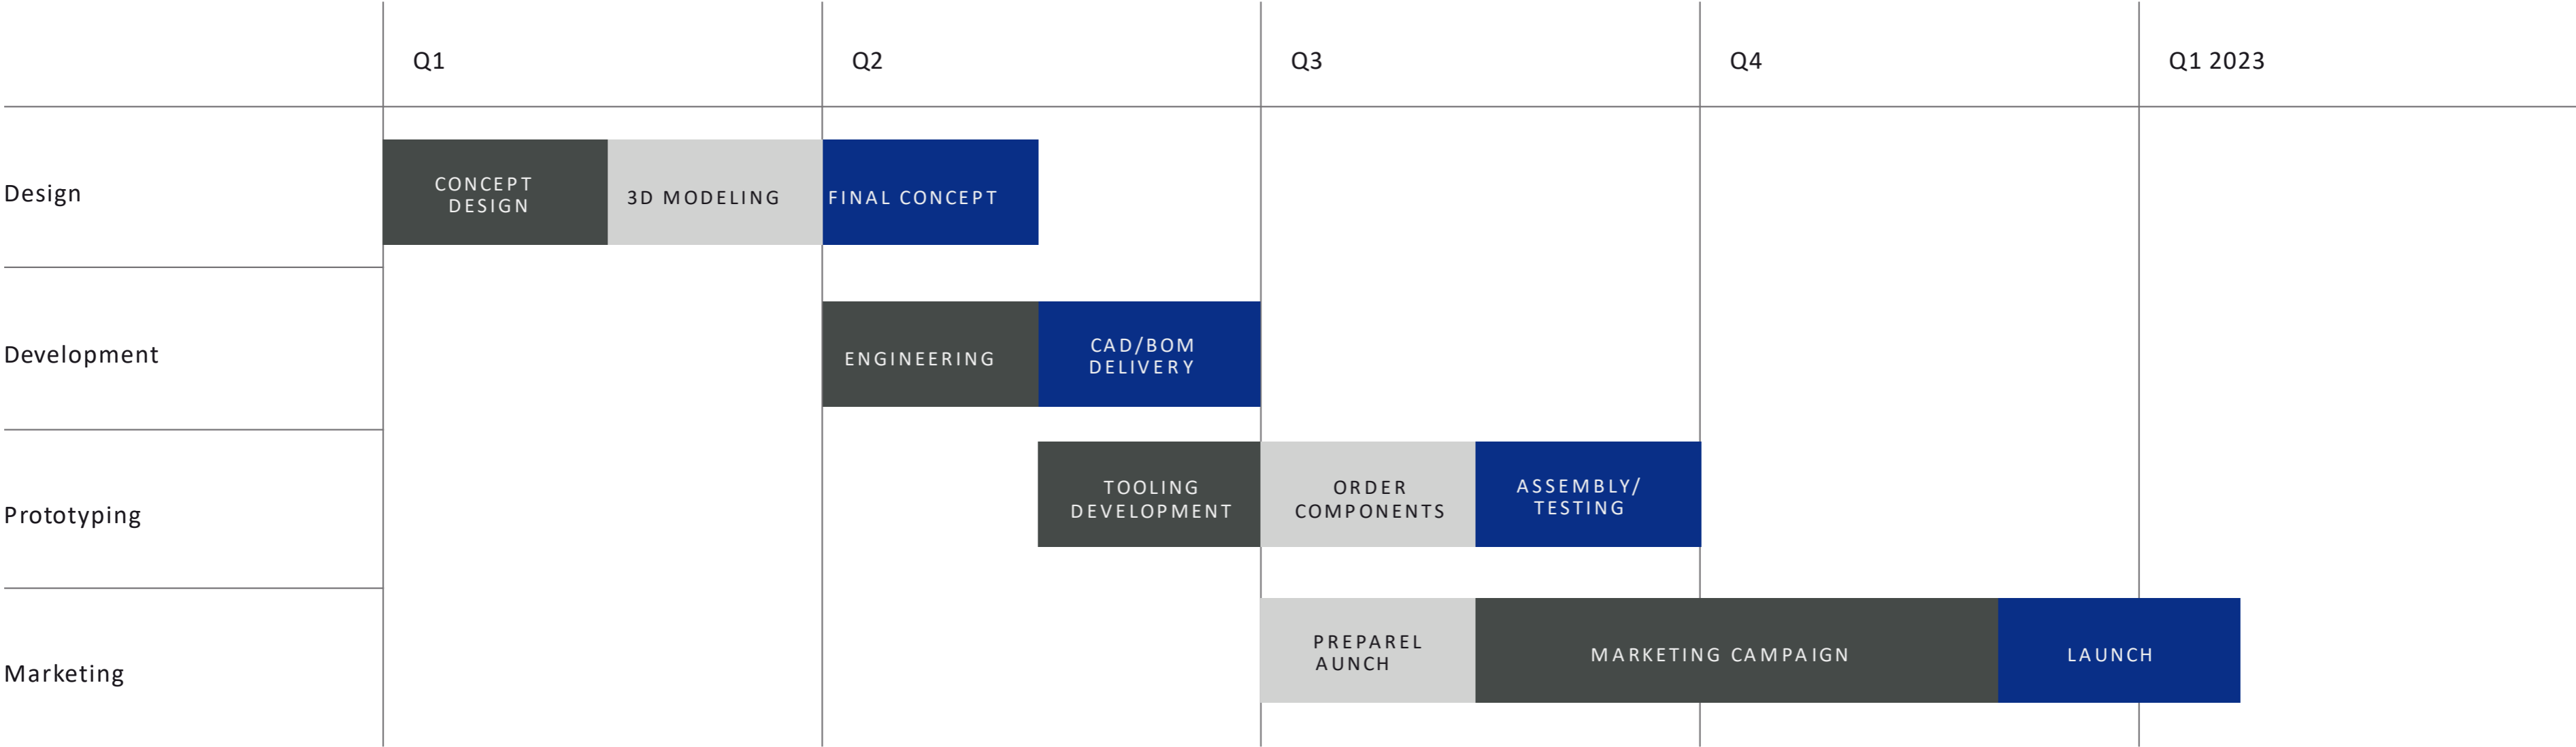 Q1
Q2
Q3
Q4
Q1 2023
Design
CONCEPT
DESIGN
3D MODELING
FINAL CONCEPT
Development
ENGINEERING
CAD/BOM
DELIVERY
Prototyping
TOOLING
DEVELOPMENT
ORDER
COMPONENTS
ASSEMBLY/
TESTING
Marketing
PREPAREL
AUNCH
MARKETING CAMPAIGN
LAUNCH